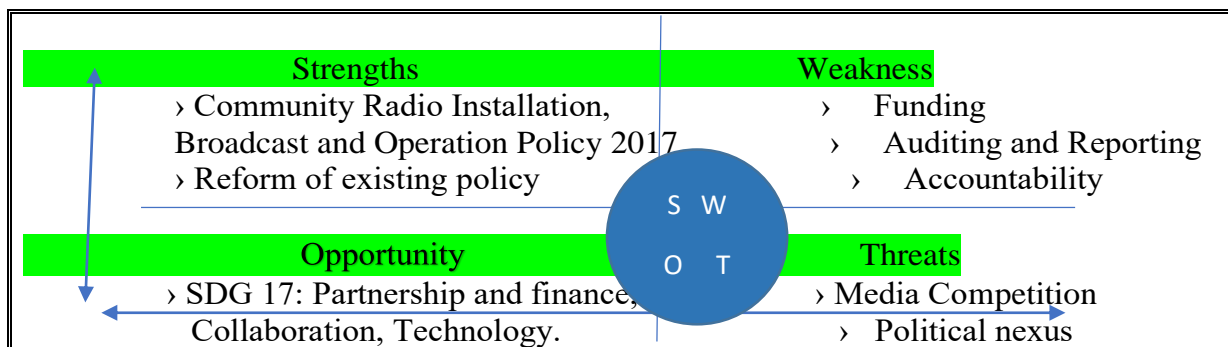 Strengths
› Community Radio Installation,
Broadcast and Operation Policy 2017
› Reform of existing policy
Weakness
› Funding
› Auditing and Reporting
› Accountability
S W
O T
Opportunity
› SDG 17: Partnership and finance,
Collaboration, Technology.
Threats
› Media Competition
› Political nexus